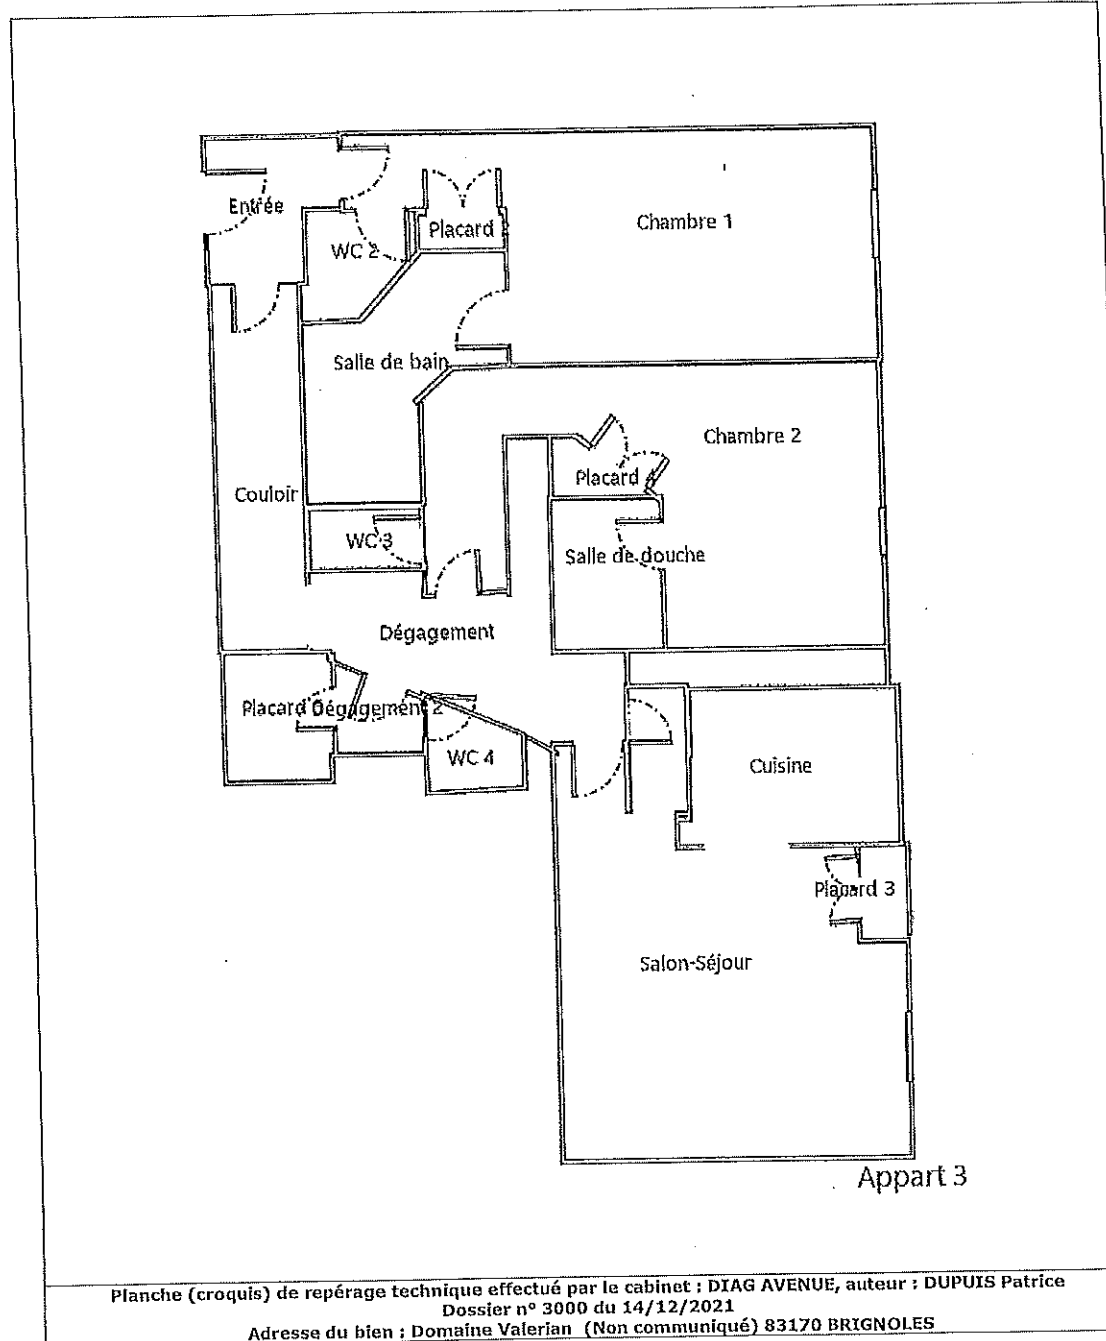 Entrée
Chambre 1
Placard
WC 2
Salle de bain
Chambre 2
Placard
Couloir
WC 3
Salle de douche
Dégagement
Placard Dégagement 2
WC 4
Cuisine
Placard 3
Salon-Séjour
Appart 3
Planche (croquis) de repérage technique effectué par le cabinet : DIAG AVENUE, auteur : DUPUIS Patrice
Dossier n° 3000 du 14/12/2021
Adresse du bien : Domaine Valerian (Non communiqué) 83170 BRIGNOLES